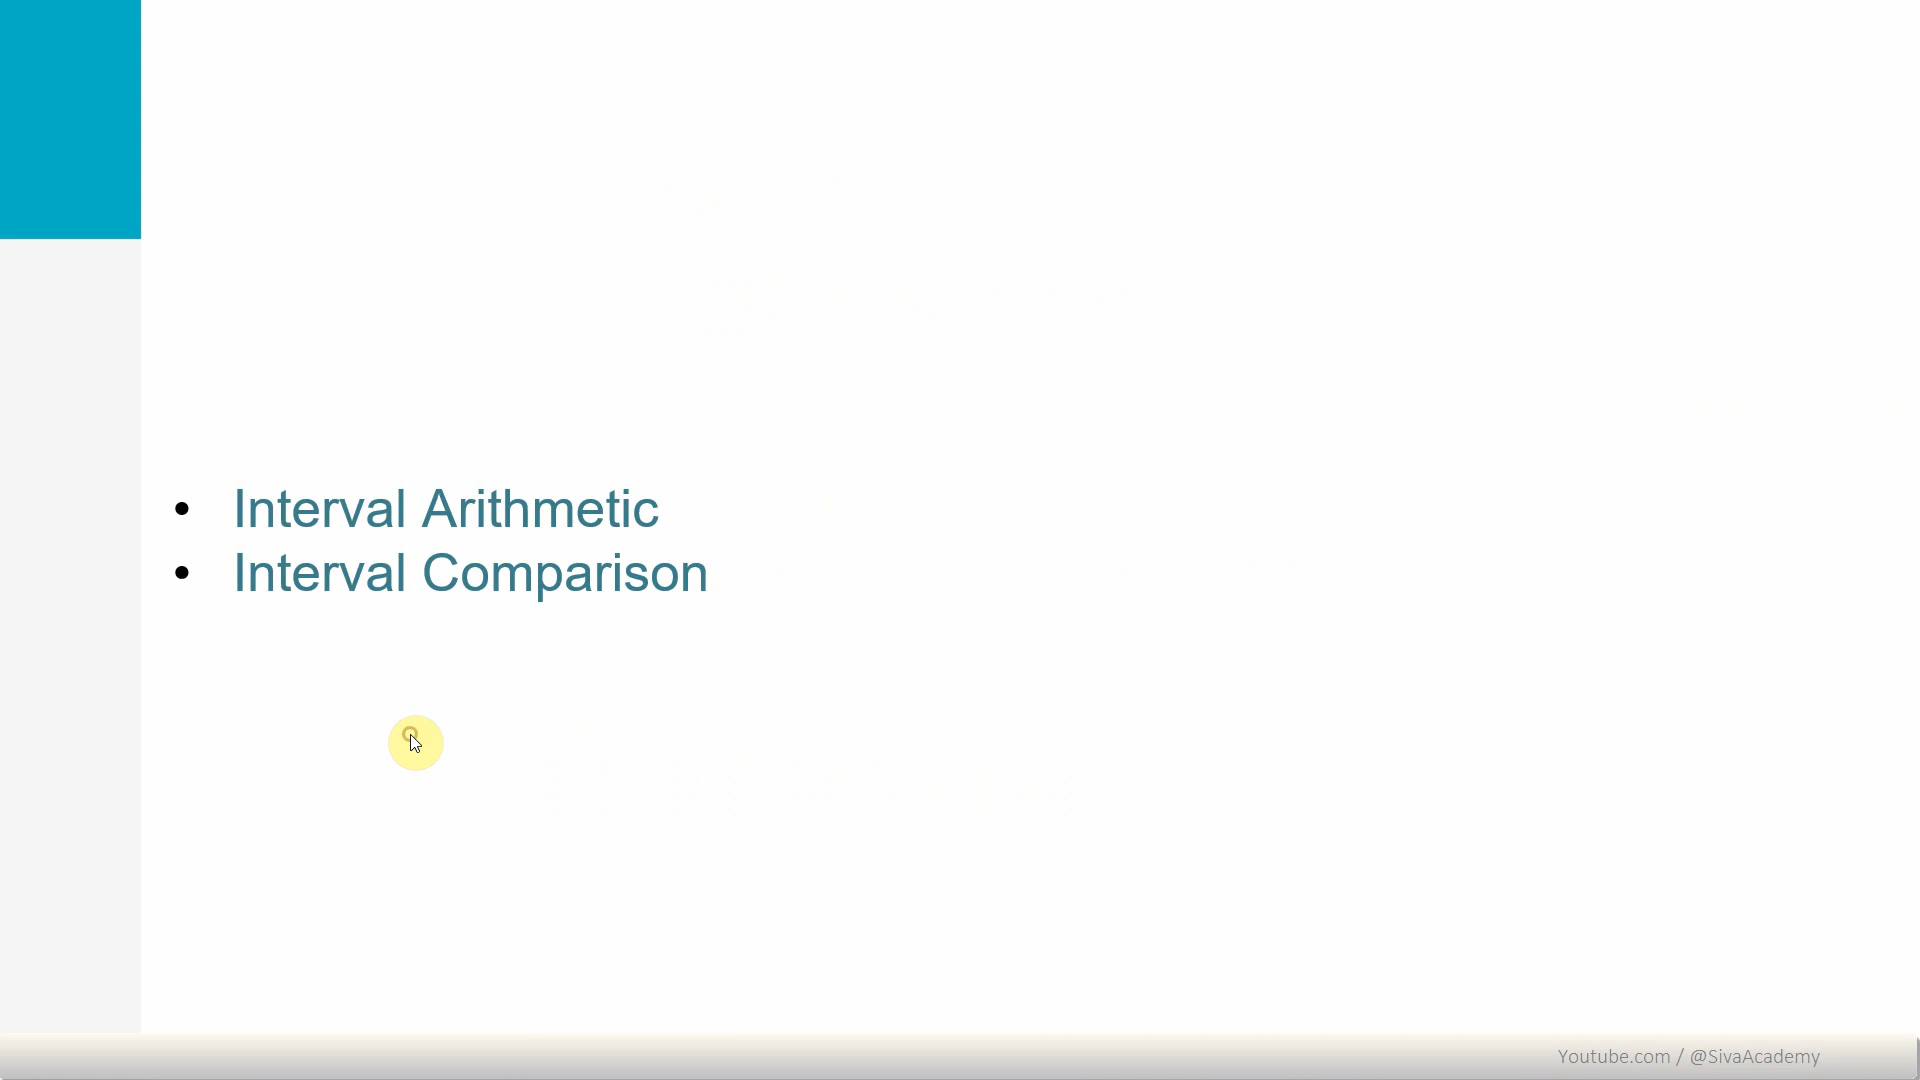 • Interval Arithmetic
• Interval Comparison
Youtube.com / @SivaAcademy